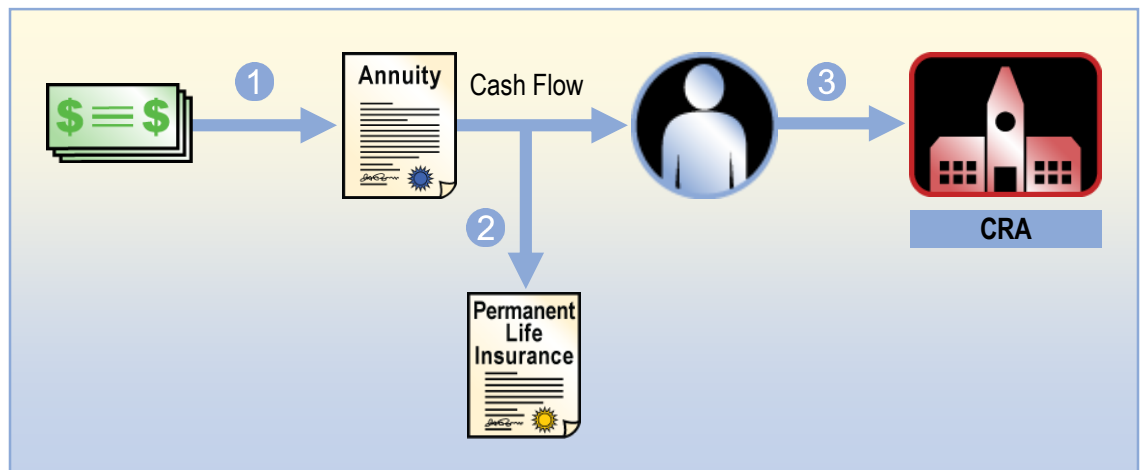 $ $
1
Annuity
Cash Flow
3
CRA
2
Permanent
Life
Insurance